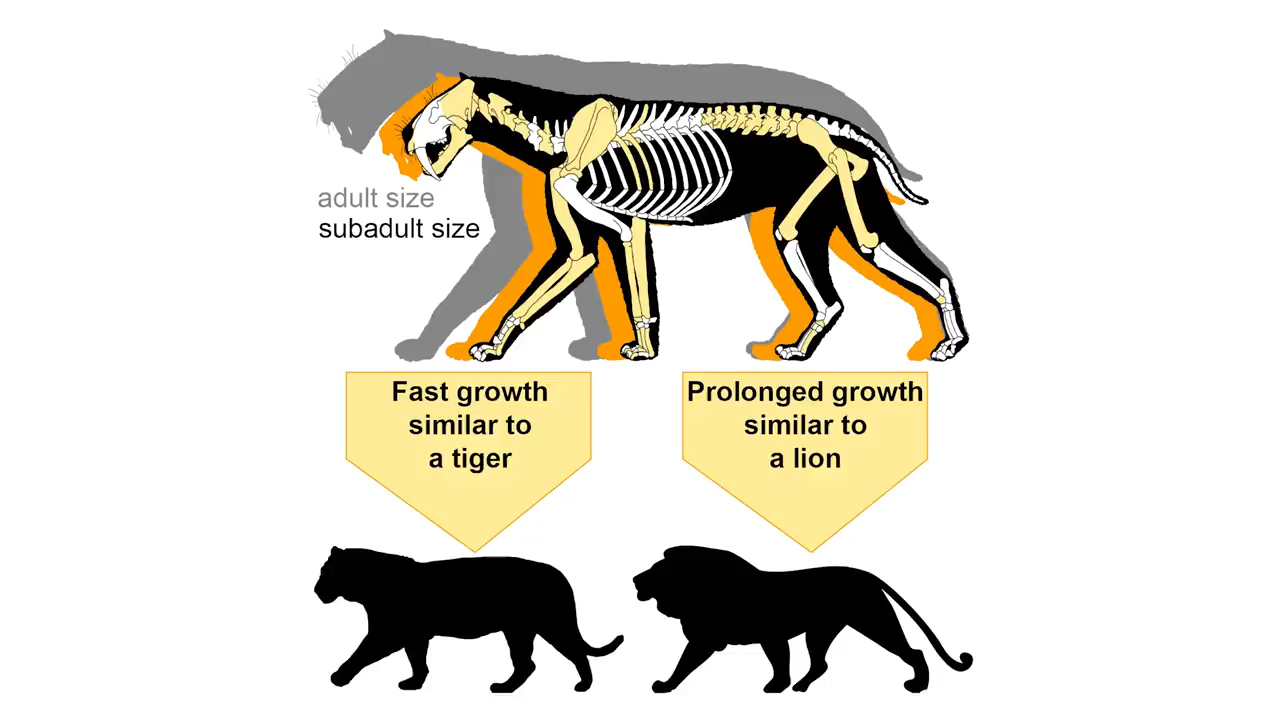 adult size
subadult size
Fast growth
similar to
a tiger
Prolonged growth
similar to
a lion